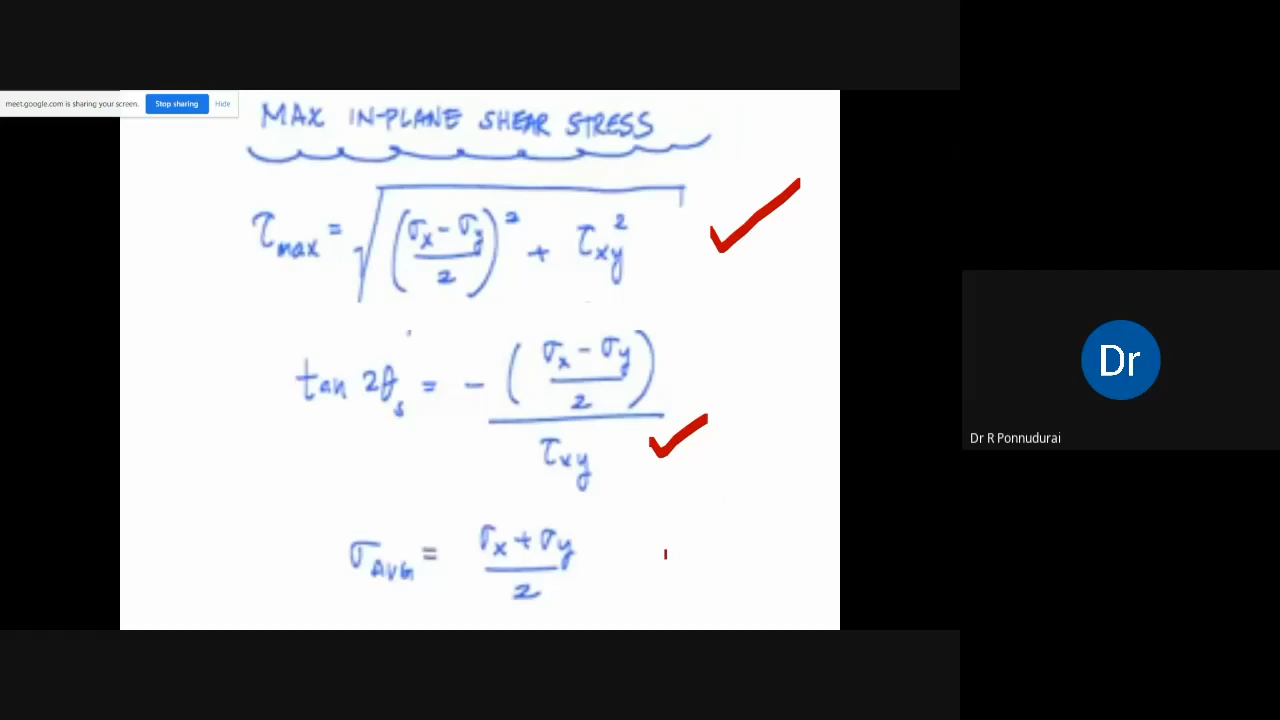 meet.google.com is sharing your screen. Stop sharing Hide
MAX IN-PLANE SHEAR STRESS
τmax = √((σx - σy)/2)² + τxy²
tan 2θs = - ((σx - σy)/2) / τxy
σAVG = (σx + σy)/2
Dr
Dr R Ponnudurai